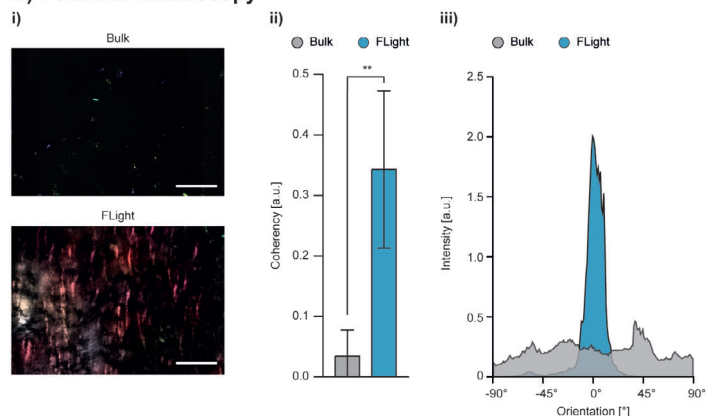 i)
Bulk
FLight
ii)
Bulk FLight
**
Coherency [a.u.]
0.5
0.4
0.3
0.2
0.1
0.0
iii)
Bulk FLight
Intensity [a.u.]
2.5
2.0
1.5
1.0
0.5
0
-90° -45° 0° 45° 90°
Orientation [°]